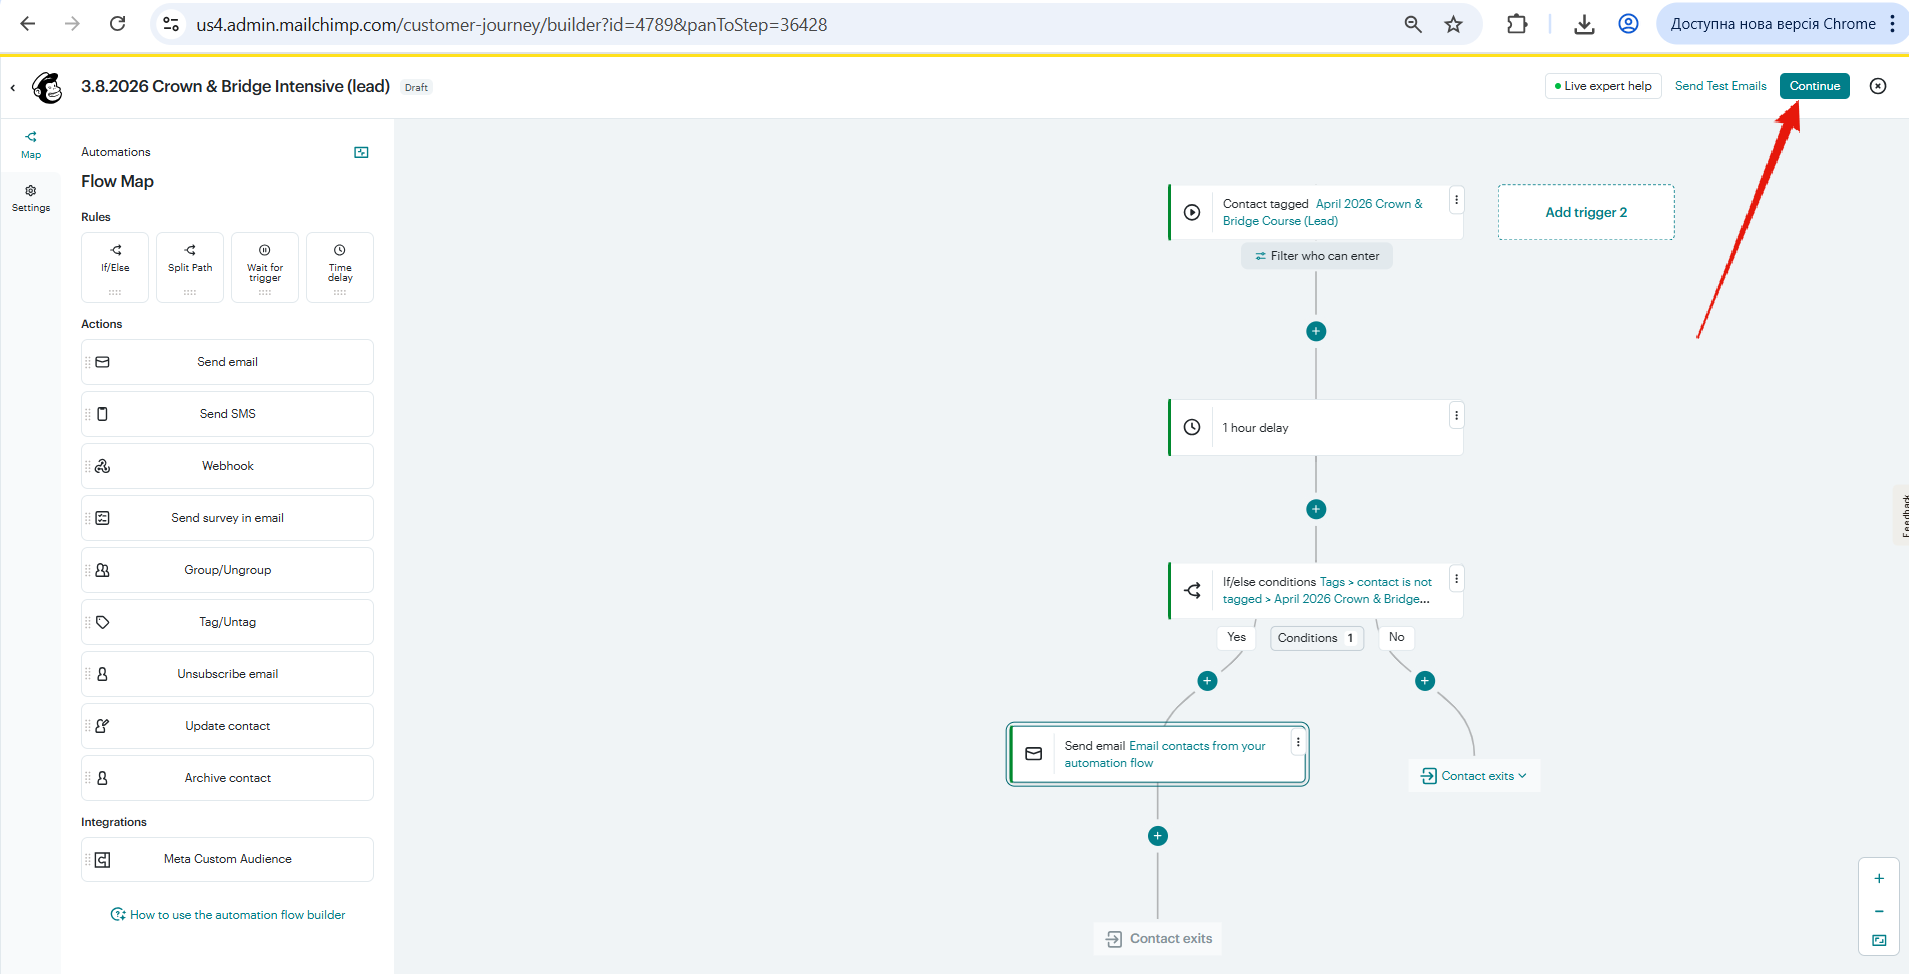 us4.admin.mailchimp.com/customer-journey/builder?id=4789&panToStep=36428
Доступна нова версія Chrome
3.8.2026 Crown & Bridge Intensive (lead)
Draft
Live expert help
Send Test Emails
Continue
Map
Settings
Automations
Flow Map
Rules
If/Else
Split Path
Wait for
trigger
Time
delay
Actions
Send email
Send SMS
Webhook
Send survey in email
Group/Ungroup
Tag/Untag
Unsubscribe email
Update contact
Archive contact
Integrations
Meta Custom Audience
How to use the automation flow builder
Contact tagged April 2026 Crown &
Bridge Course (Lead)
Add trigger 2
Filter who can enter
1 hour delay
If/else conditions Tags > contact is not
tagged > April 2026 Crown & Bridge...
Yes
Conditions 1
No
Send email Email contacts from your
automation flow
Contact exits
Contact exits
Feedback